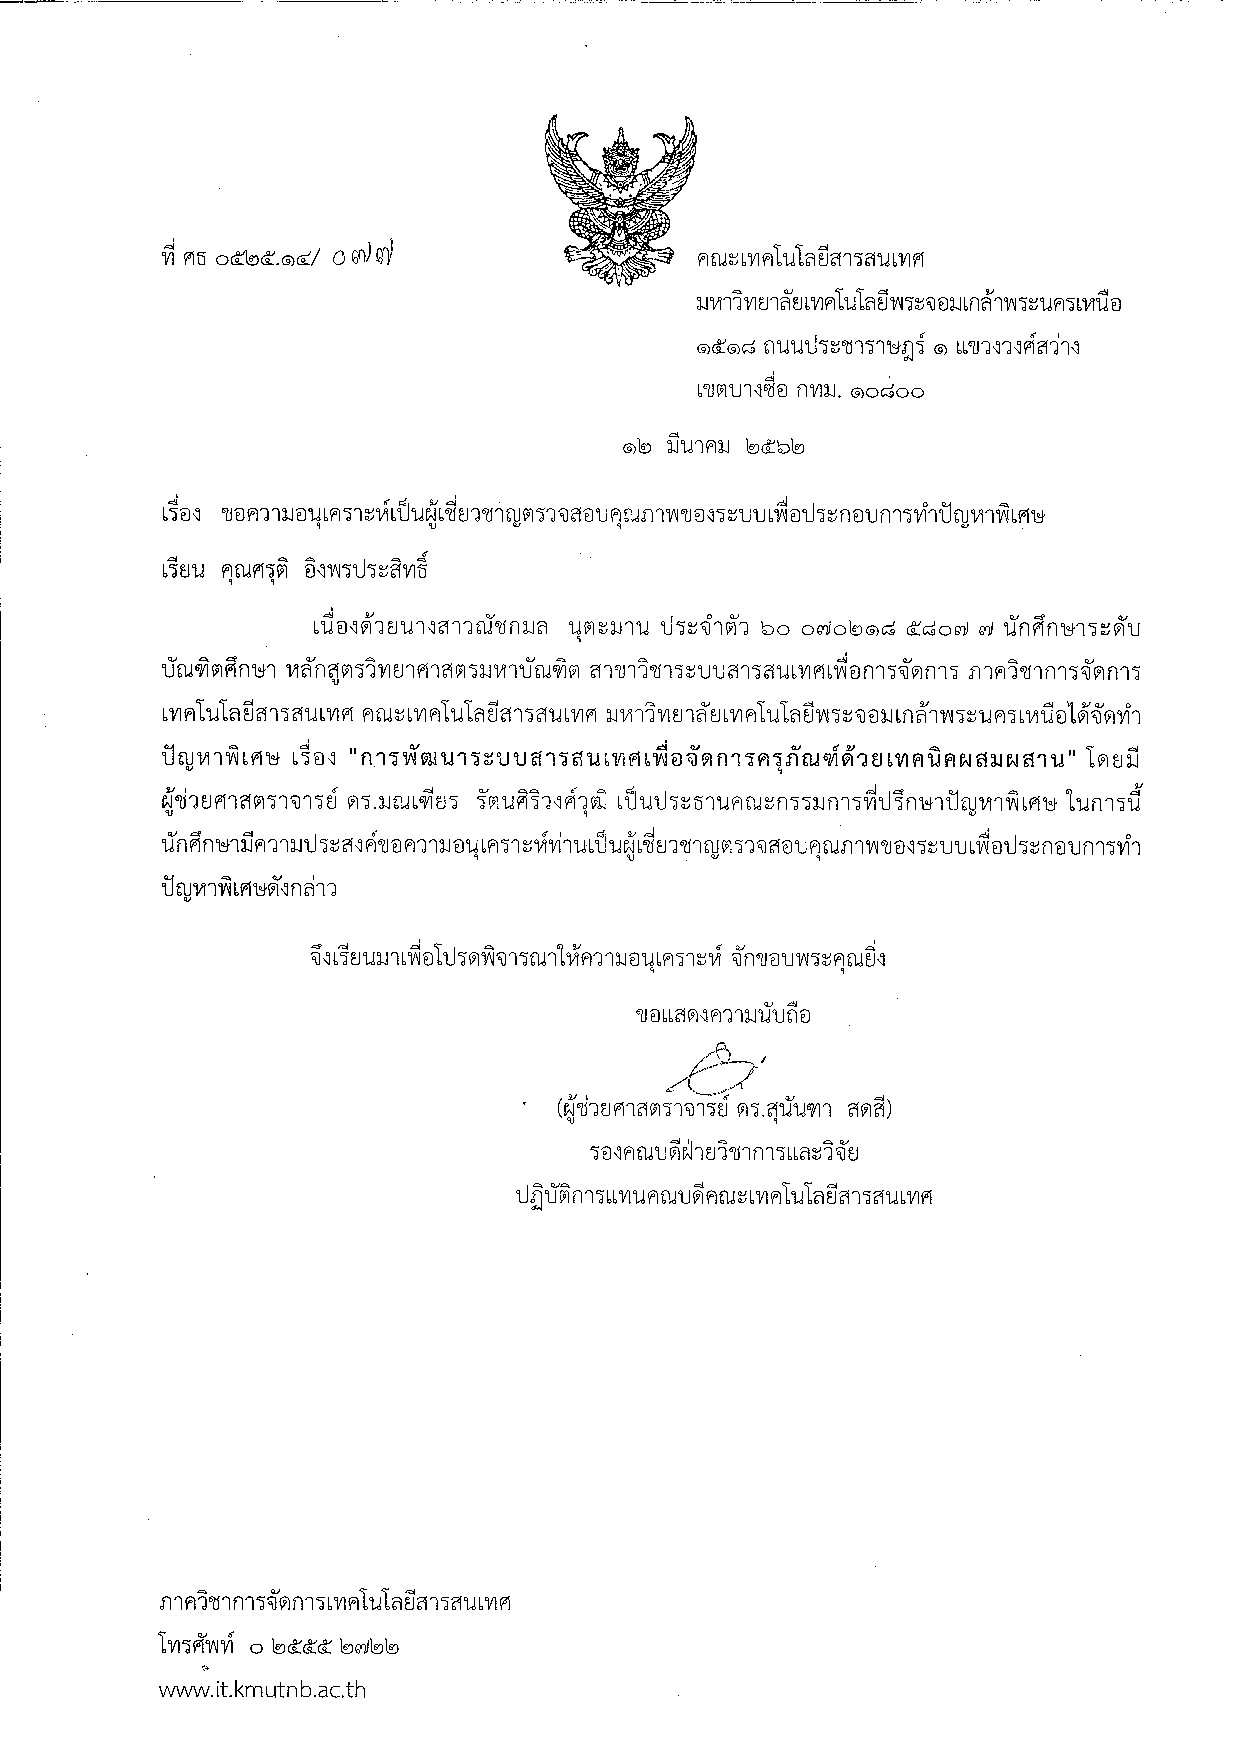 ที่ ศธ ๐๕๒๕.๑๔/ ๐๗๗
คณะเทคโนโลยีสารสนเทศ
มหาวิทยาลัยเทคโนโลยีพระจอมเกล้าพระนครเหนือ
๑๕๑๘ ถนนประชาราษฎร์ ๑ แขวงวงศ์สว่าง
เขตบางซื่อ กทม. ๑๐๘๐๐
๑๒ มีนาคม ๒๕๖๒
เรื่อง ขอความอนุเคราะห์เป็นผู้เชี่ยวชาญตรวจสอบคุณภาพของระบบเพื่อประกอบการทำปัญหาพิเศษ
เรียน คุณศรุติ อิงพรประสิทธิ์
เนื่องด้วยนางสาวณัชกมล นุตะมาน ประจำตัว ๖๐ ๐๗๐๒๑๘ ๕๘๐๗ ๗ นักศึกษาระดับ
บัณฑิตศึกษา หลักสูตรวิทยาศาสตรมหาบัณฑิต สาขาวิชาระบบสารสนเทศเพื่อการจัดการ ภาควิชาการจัดการ
เทคโนโลยีสารสนเทศ คณะเทคโนโลยีสารสนเทศ มหาวิทยาลัยเทคโนโลยีพระจอมเกล้าพระนครเหนือได้จัดทำ
ปัญหาพิเศษ เรื่อง "การพัฒนาระบบสารสนเทศเพื่อจัดการครุภัณฑ์ด้วยเทคนิคผสมผสาน" โดยมี
ผู้ช่วยศาสตราจารย์ ดร.มณเฑียร รัตนศิริวงศ์วุฒิ เป็นประธานคณะกรรมการที่ปรึกษาปัญหาพิเศษ ในการนี้
นักศึกษามีความประสงค์ขอความอนุเคราะห์ท่านเป็นผู้เชี่ยวชาญตรวจสอบคุณภาพของระบบเพื่อประกอบการทำ
ปัญหาพิเศษดังกล่าว
จึงเรียนมาเพื่อโปรดพิจารณาให้ความอนุเคราะห์ จักขอบพระคุณยิ่ง
ขอแสดงความนับถือ
(ผู้ช่วยศาสตราจารย์ ดร.สุนันฑา สดสี)
รองคณบดีฝ่ายวิชาการและวิจัย
ปฏิบัติการแทนคณบดีคณะเทคโนโลยีสารสนเทศ
ภาควิชาการจัดการเทคโนโลยีสารสนเทศ
โทรศัพท์ ๐ ๒๕๕๕ ๒๗๒๒
www.it.kmutnb.ac.th